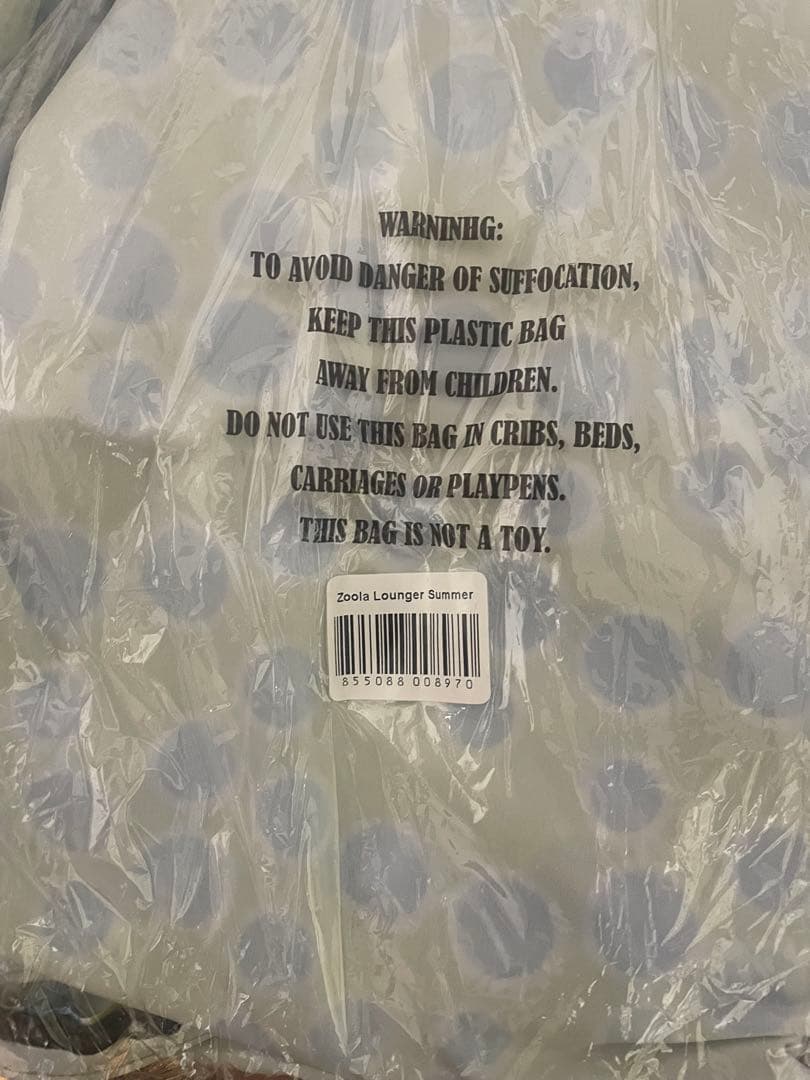 WARNINHG:
TO AVOID DANGER OF SUFFOCATION,
KEEP THIS PLASTIC BAG
AWAY FROM CHILDREN.
DO NOT USE THIS BAG IN CRIBS, BEDS,
CARRIAGES OR PLAYPENS.
THIS BAG IS NOT A TOY.
Zoola Lounger Summer
855088 008970